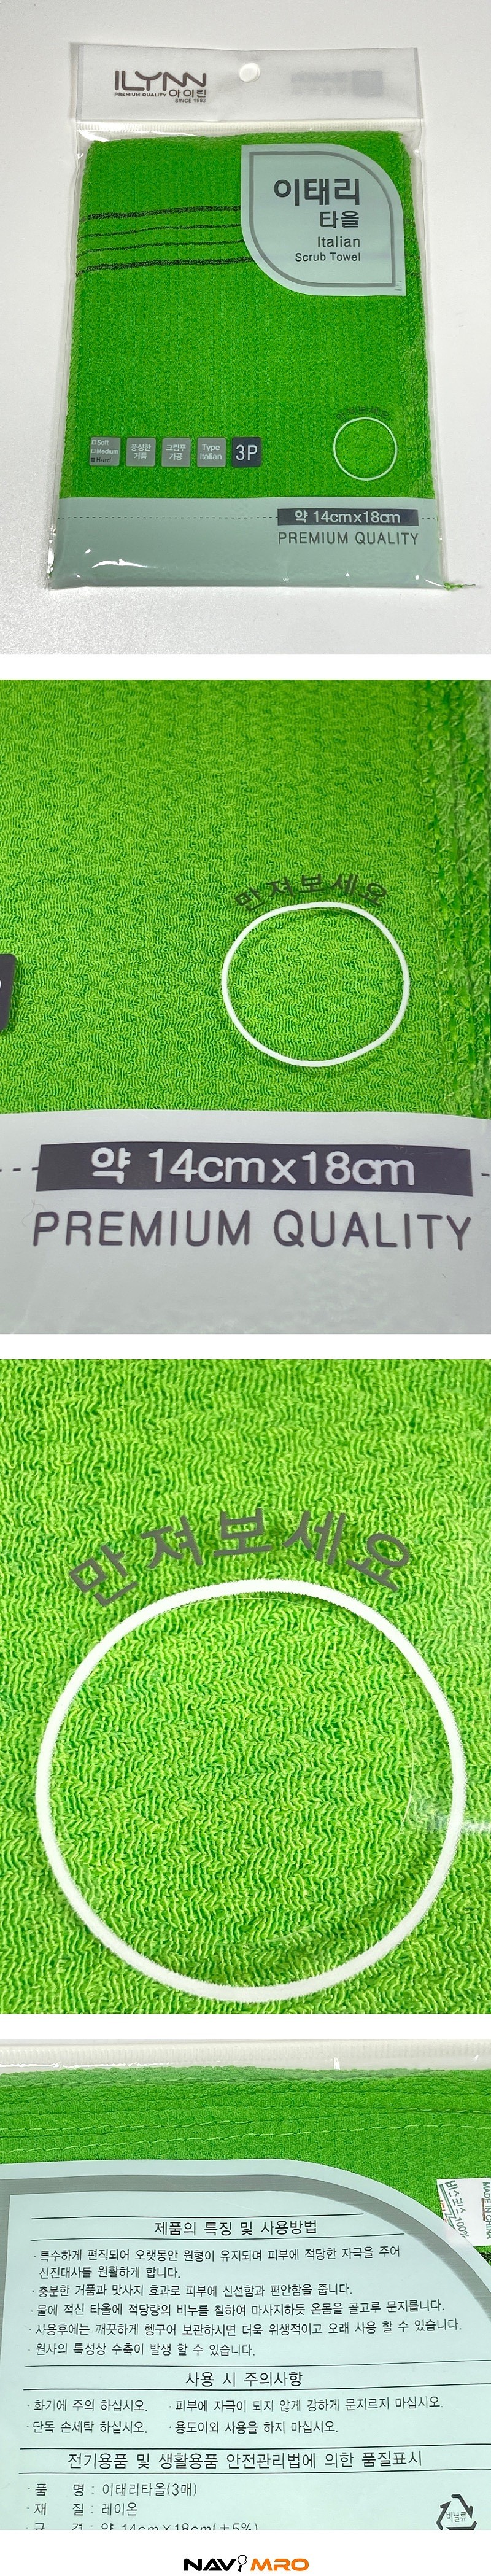 ILYNN
PREMIUM QUALITY 아이린
SINCE 1983
이태리
타올
Italian
Scrub Towel
만져보세요
Soft
Medium
Hard
풍성한
거품
크림푸
가공
Type
Italian
3P
약 14cmx18cm
PREMIUM QUALITY
만져보세요
약 14cmx18cm
PREMIUM QUALITY
만져보세요
비스코스 100%
MADE IN CHINA
제품의 특징 및 사용방법
· 특수하게 편직되어 오랫동안 원형이 유지되며 피부에 적당한 자극을 주어
신진대사를 원활하게 합니다.
· 충분한 거품과 맛사지 효과로 피부에 신선함과 편안함을 줍니다.
· 물에 적신 타올에 적당량의 비누를 칠하여 마사지하듯 온몸을 골고루 문지릅니다.
· 사용후에는 깨끗하게 헹구어 보관하시면 더욱 위생적이고 오래 사용 할 수 있습니다.
· 원사의 특성상 수축이 발생 할 수 있습니다.
사용 시 주의사항
· 화기에 주의 하십시오. · 피부에 자극이 되지 않게 강하게 문지르지 마십시오.
· 단독 손세탁 하십시오. · 용도이외 사용을 하지 마십시오.
전기용품 및 생활용품 안전관리법에 의한 품질표시
· 품 명 : 이태리타올(3매)
· 재 질 : 레이온
· 규 격 : 약 14cm×18cm(±5%)
비닐류
NAVIMRO